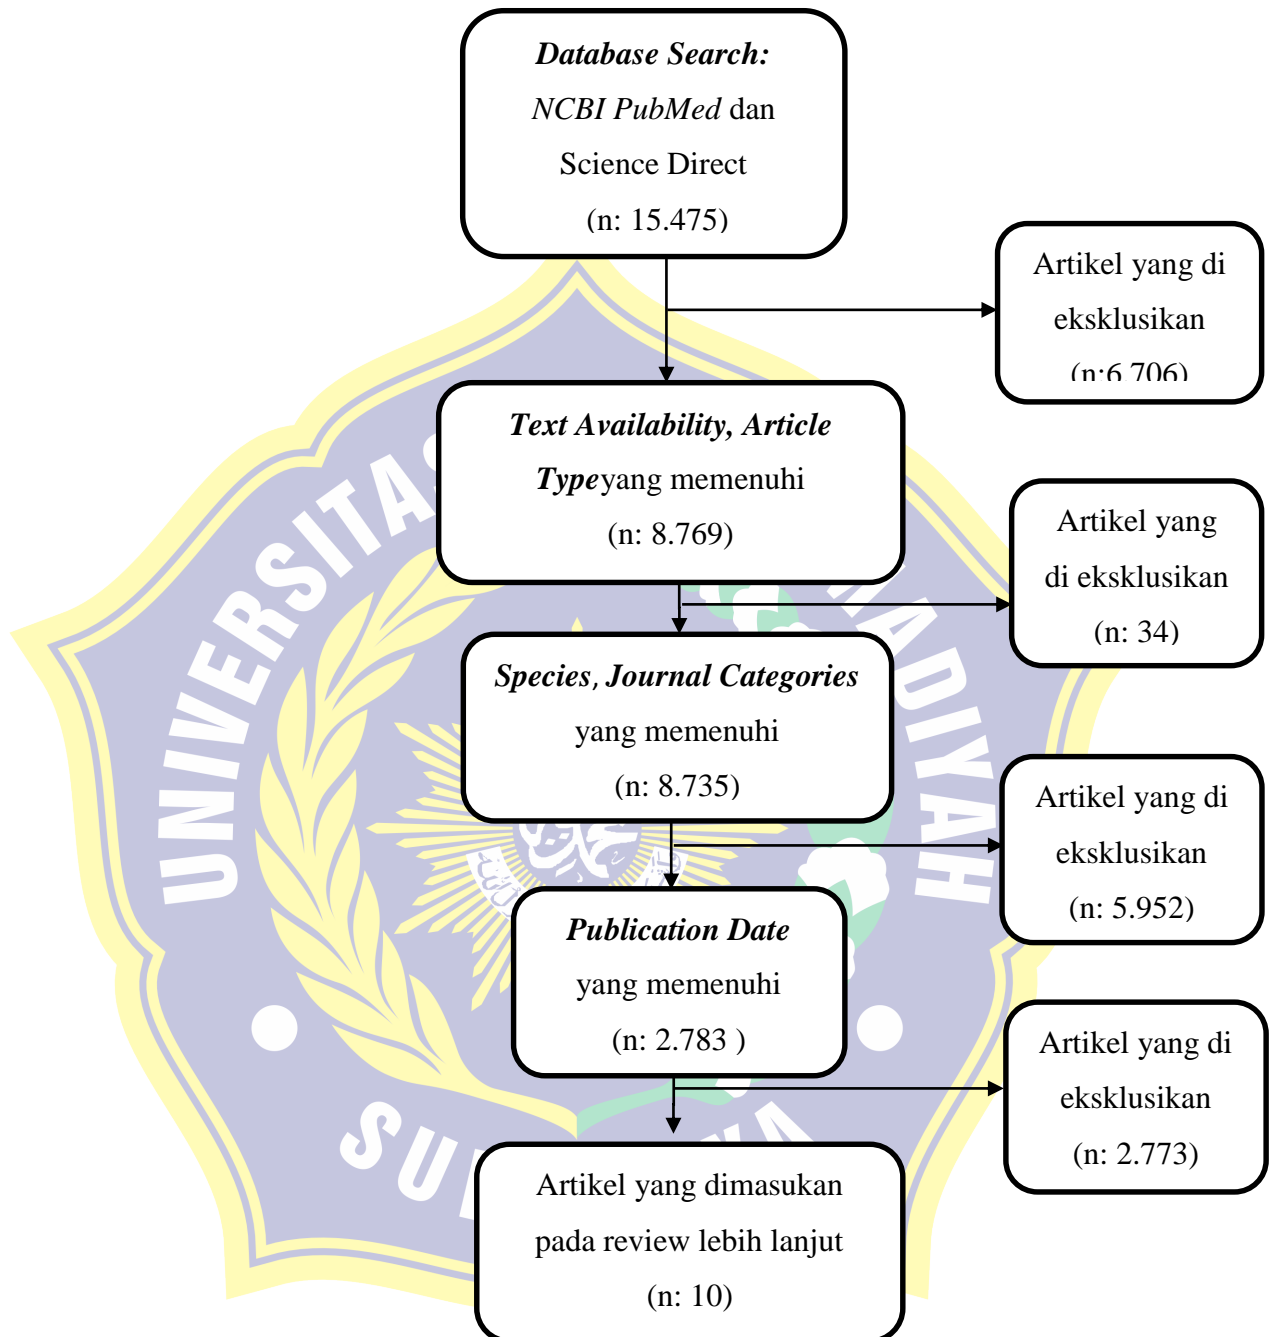 Database Search:
NCBI PubMed dan
Science Direct
(n: 15.475)
Artikel yang di
eksklusikan
(n:6.706)
Text Availability, Article
Typeyang memenuhi
(n: 8.769)
Artikel yang
di eksklusikan
(n: 34)
Species, Journal Categories
yang memenuhi
(n: 8.735)
Artikel yang di
eksklusikan
(n: 5.952)
Publication Date
yang memenuhi
(n: 2.783 )
Artikel yang di
eksklusikan
(n: 2.773)
Artikel yang dimasukan
pada review lebih lanjut
(n: 10)
UNIVERSITAS